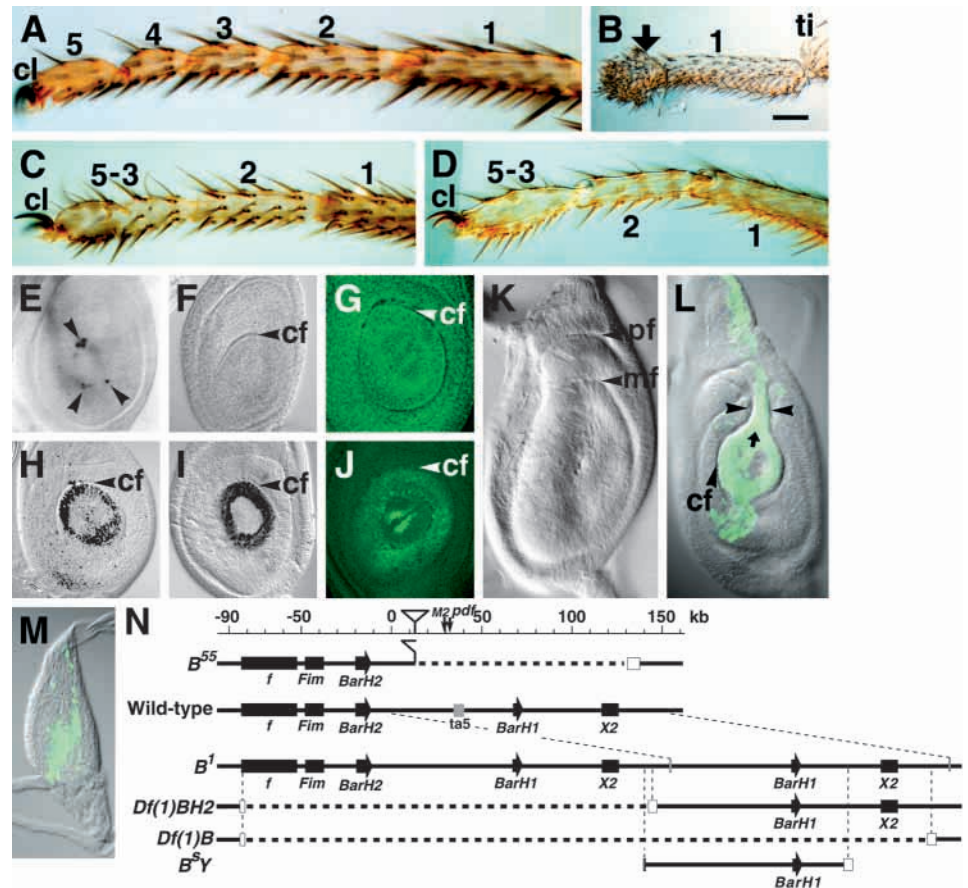 A 5 4 3 2 1 cl
B 1 ti
C 5-3 2 1 cl
D 5-3 2 1 cl
E F cf G cf K pf mf L cf
H cf I cf J cf
M
N -90 -50 0 M2 pdf 50 100 150 kb
B55
f Fim BarH2
Wild-type
f Fim BarH2 ta5 BarH1 X2
B1
f Fim BarH2 BarH1 X2 BarH1 X2
Df(1)BH2
BarH1 X2
Df(1)B
BSY
BarH1